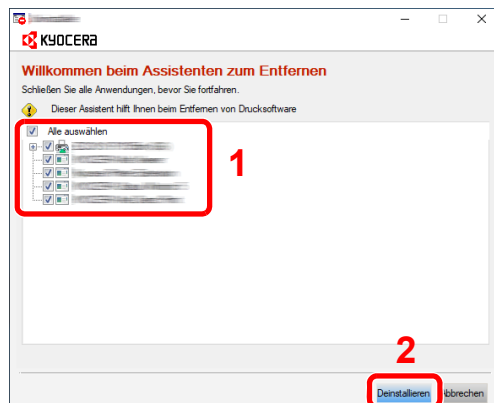 KYOCERA
Willkommen beim Assistenten zum Entfernen
Schließen Sie alle Anwendungen, bevor Sie fortfahren.
Dieser Assistent hilft Ihnen beim Entfernen von Drucksoftware
Alle auswählen
1
2
Deinstallieren Abbrechen